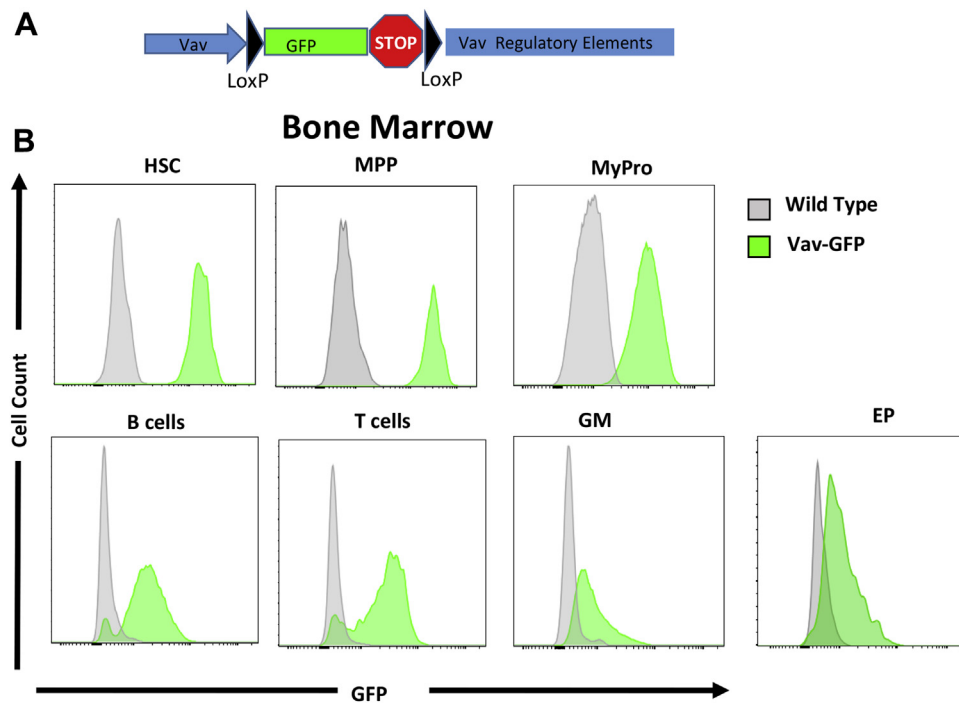 A
Vav
GFP
STOP
Vav Regulatory Elements
LoxP
LoxP
B
Bone Marrow
HSC
MPP
MyPro
Wild Type
Vav-GFP
Cell Count
B cells
T cells
GM
EP
GFP